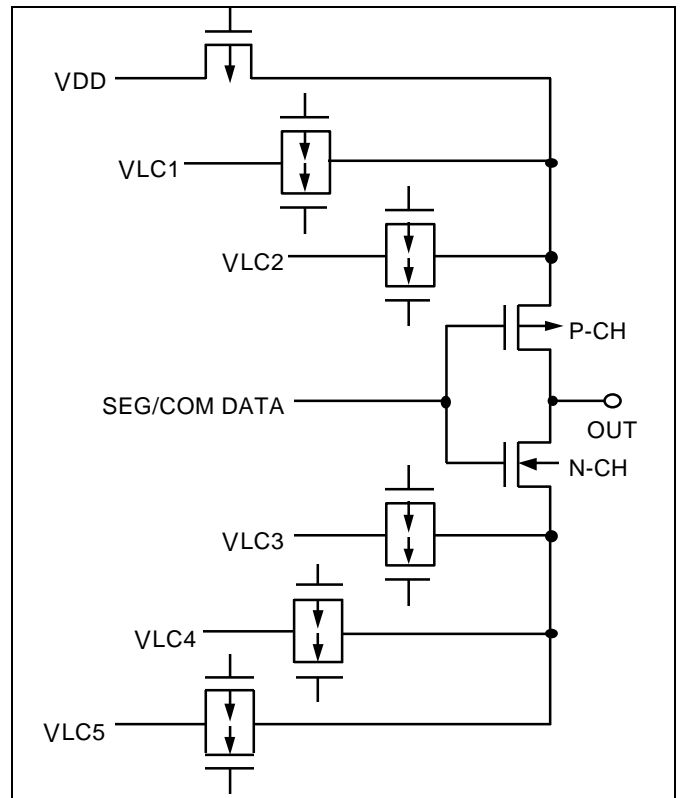 VDD
VLC1
VLC2
P-CH
SEG/COM DATA
OUT
N-CH
VLC3
VLC4
VLC5